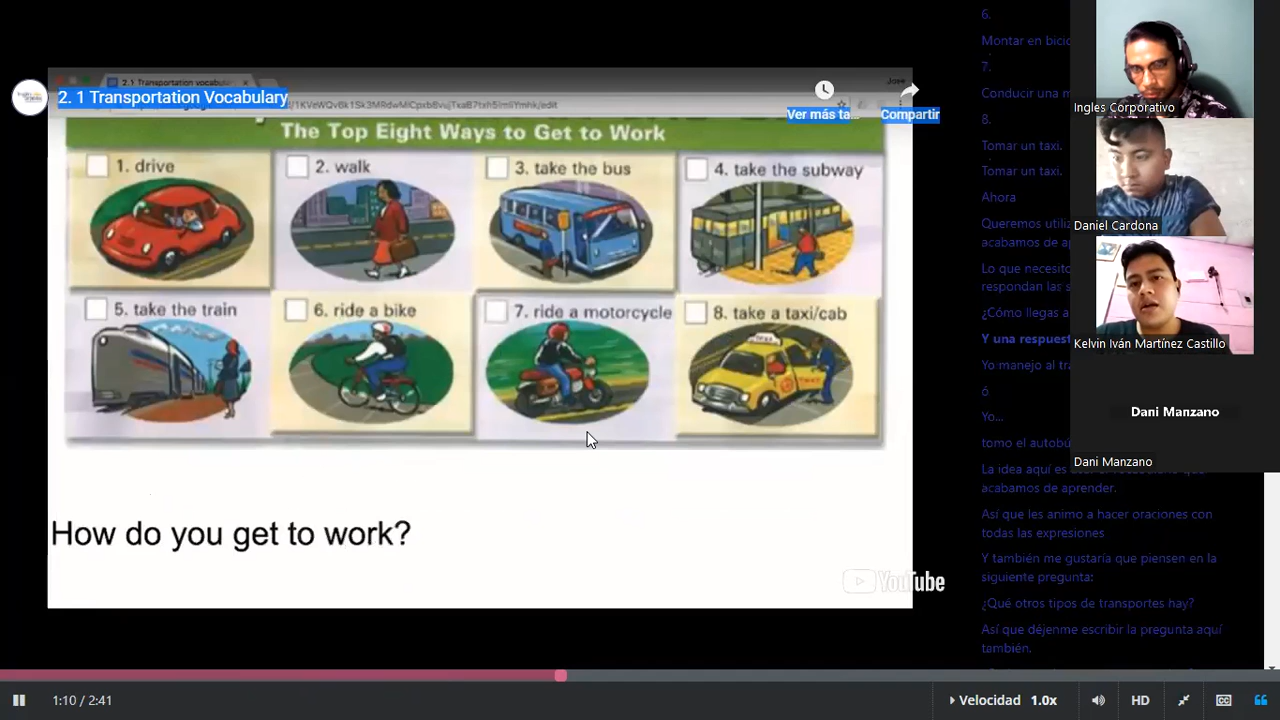 2.1 Transportation vocabulary
2. 1 Transportation Vocabulary
Ver más ta...
Compartir
The Top Eight Ways to Get to Work
1. drive
2. walk
3. take the bus
4. take the subway
5. take the train
6. ride a bike
7. ride a motorcycle
8. take a taxi/cab
How do you get to work?
YouTube
6.
Montar en bicic
7.
Conducir una m
8.
Tomar un taxi.
Tomar un taxi.
Ahora
Queremos utiliz
acabamos de ap
Lo que necesito
respondan las s
¿Cómo llegas a
Y una respuest
Yo manejo al tr
ó
Yo...
tomo el autobú
La idea aquí es
acabamos de aprender.
Así que les animo a hacer oraciones con
todas las expresiones
Y también me gustaría que piensen en la
siguiente pregunta:
¿Qué otros tipos de transportes hay?
Así que déjenme escribir la pregunta aquí
también.
Ingles Corporativo
Daniel Cardona
Kelvin Iván Martínez Castillo
Dani Manzano
Dani Manzano
1:10 / 2:41
Velocidad 1.0x
HD
CC